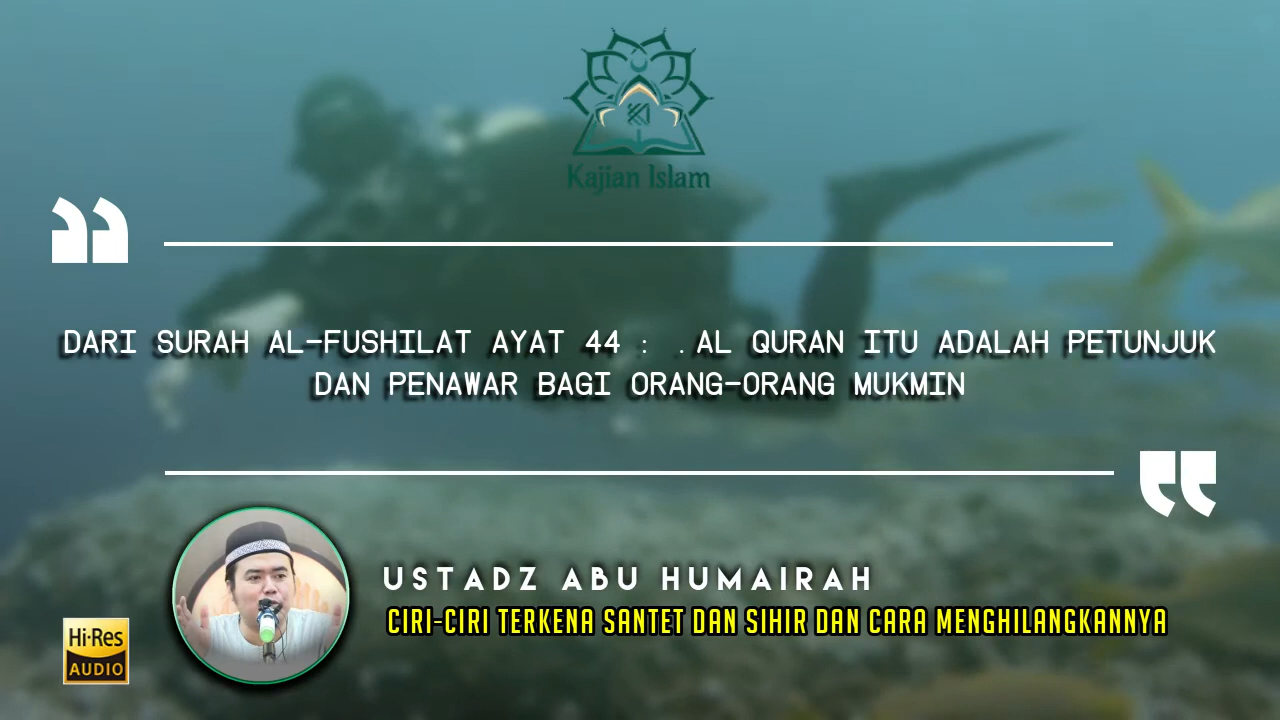 Kajian Islam
DARI SURAH AL-FUSHILAT AYAT 44 : .AL QURAN ITU ADALAH PETUNJUK
DAN PENAWAR BAGI ORANG-ORANG MUKMIN
USTADZ ABU HUMAIRAH
CIRI-CIRI TERKENA SANTET DAN SIHIR DAN CARA MENGHILANGKANNYA
Hi-Res
AUDIO